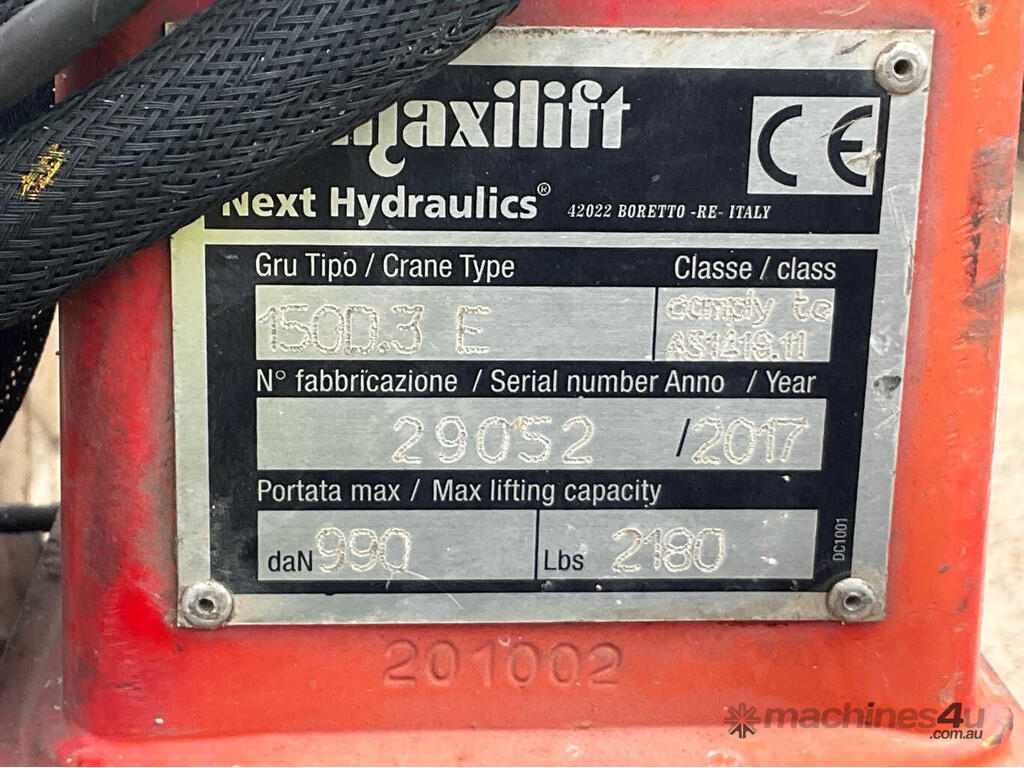 maxilift
Next Hydraulics® 42022 BORETTO -RE- ITALY
CE
Gru Tipo / Crane Type Classe / class
150D.3 E comply to
AS1418.11
N° fabbricazione / Serial number Anno / Year
29052 / 2017
Portata max / Max lifting capacity
daN 990 Lbs 2180
DC1001
201002
machines4u
.com.au